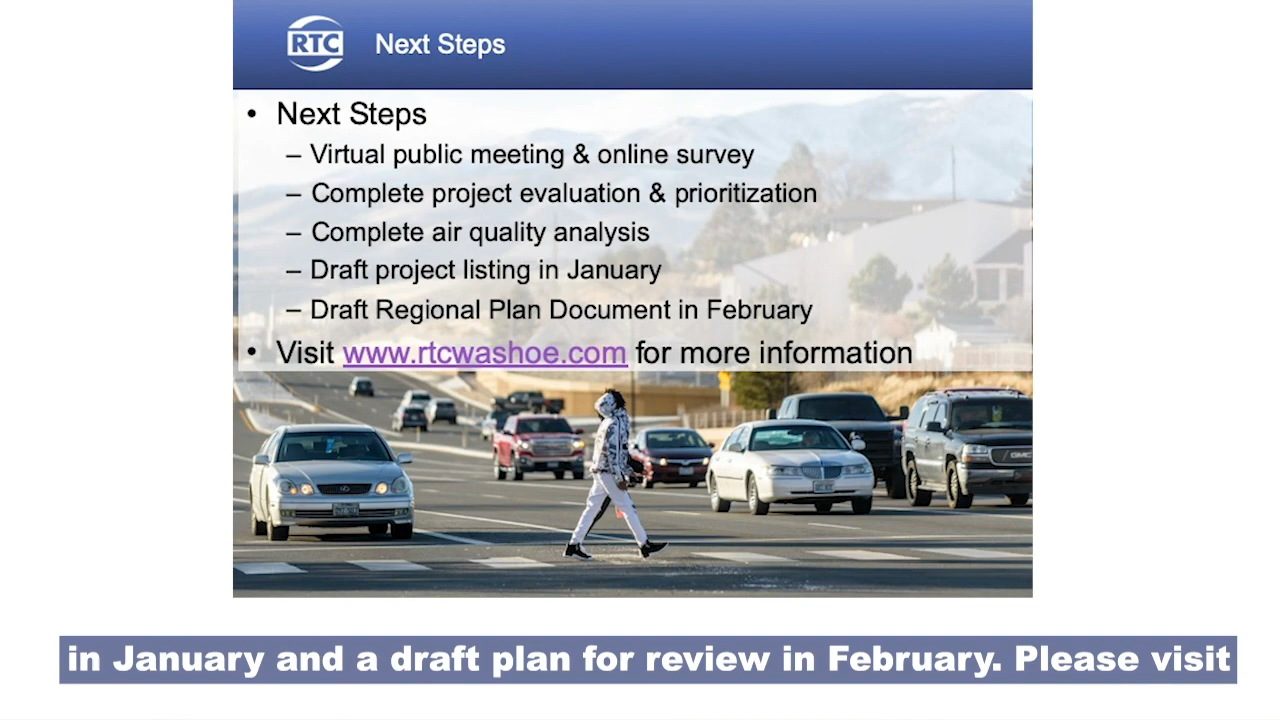 RTC
Next Steps
• Next Steps
– Virtual public meeting & online survey
– Complete project evaluation & prioritization
– Complete air quality analysis
– Draft project listing in January
– Draft Regional Plan Document in February
• Visit www.rtcwashoe.com for more information
GMC
in January and a draft plan for review in February. Please visit